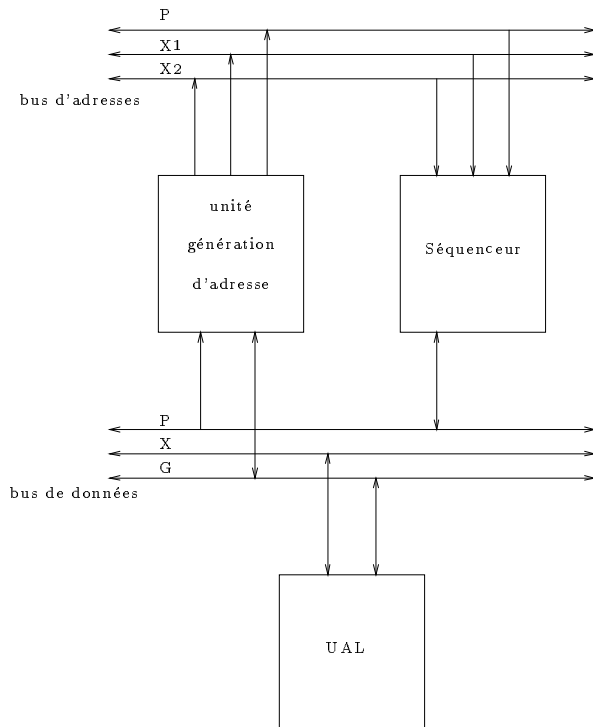 P
X1
X2
bus d'adresses
unité
génération
d'adresse
Séquenceur
P
X
G
bus de données
UAL